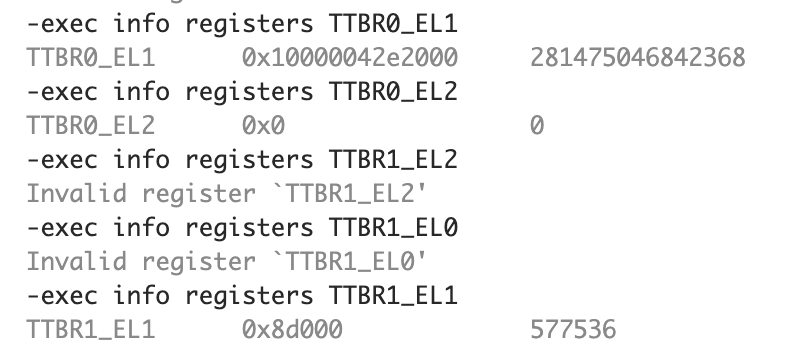 -exec info registers TTBR0_EL1
TTBR0_EL1 0x10000042e2000 281475046842368
-exec info registers TTBR0_EL2
TTBR0_EL2 0x0 0
-exec info registers TTBR1_EL2
Invalid register `TTBR1_EL2'
-exec info registers TTBR1_EL0
Invalid register `TTBR1_EL0'
-exec info registers TTBR1_EL1
TTBR1_EL1 0x8d000 577536